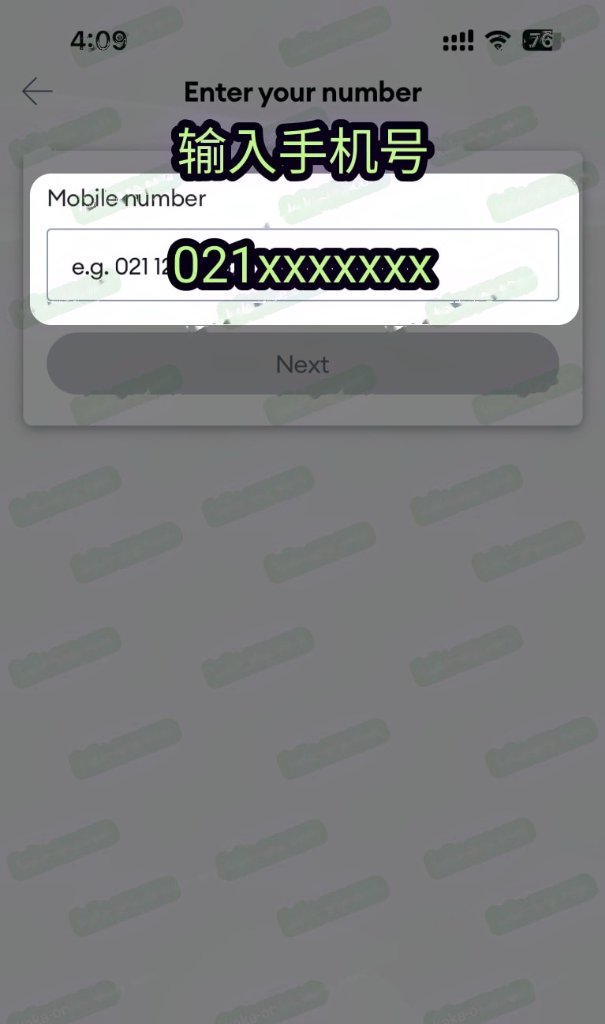 4:09
76
Enter your number
输入手机号
Mobile number
e.g. 021 12
021xxxxxxx
Next